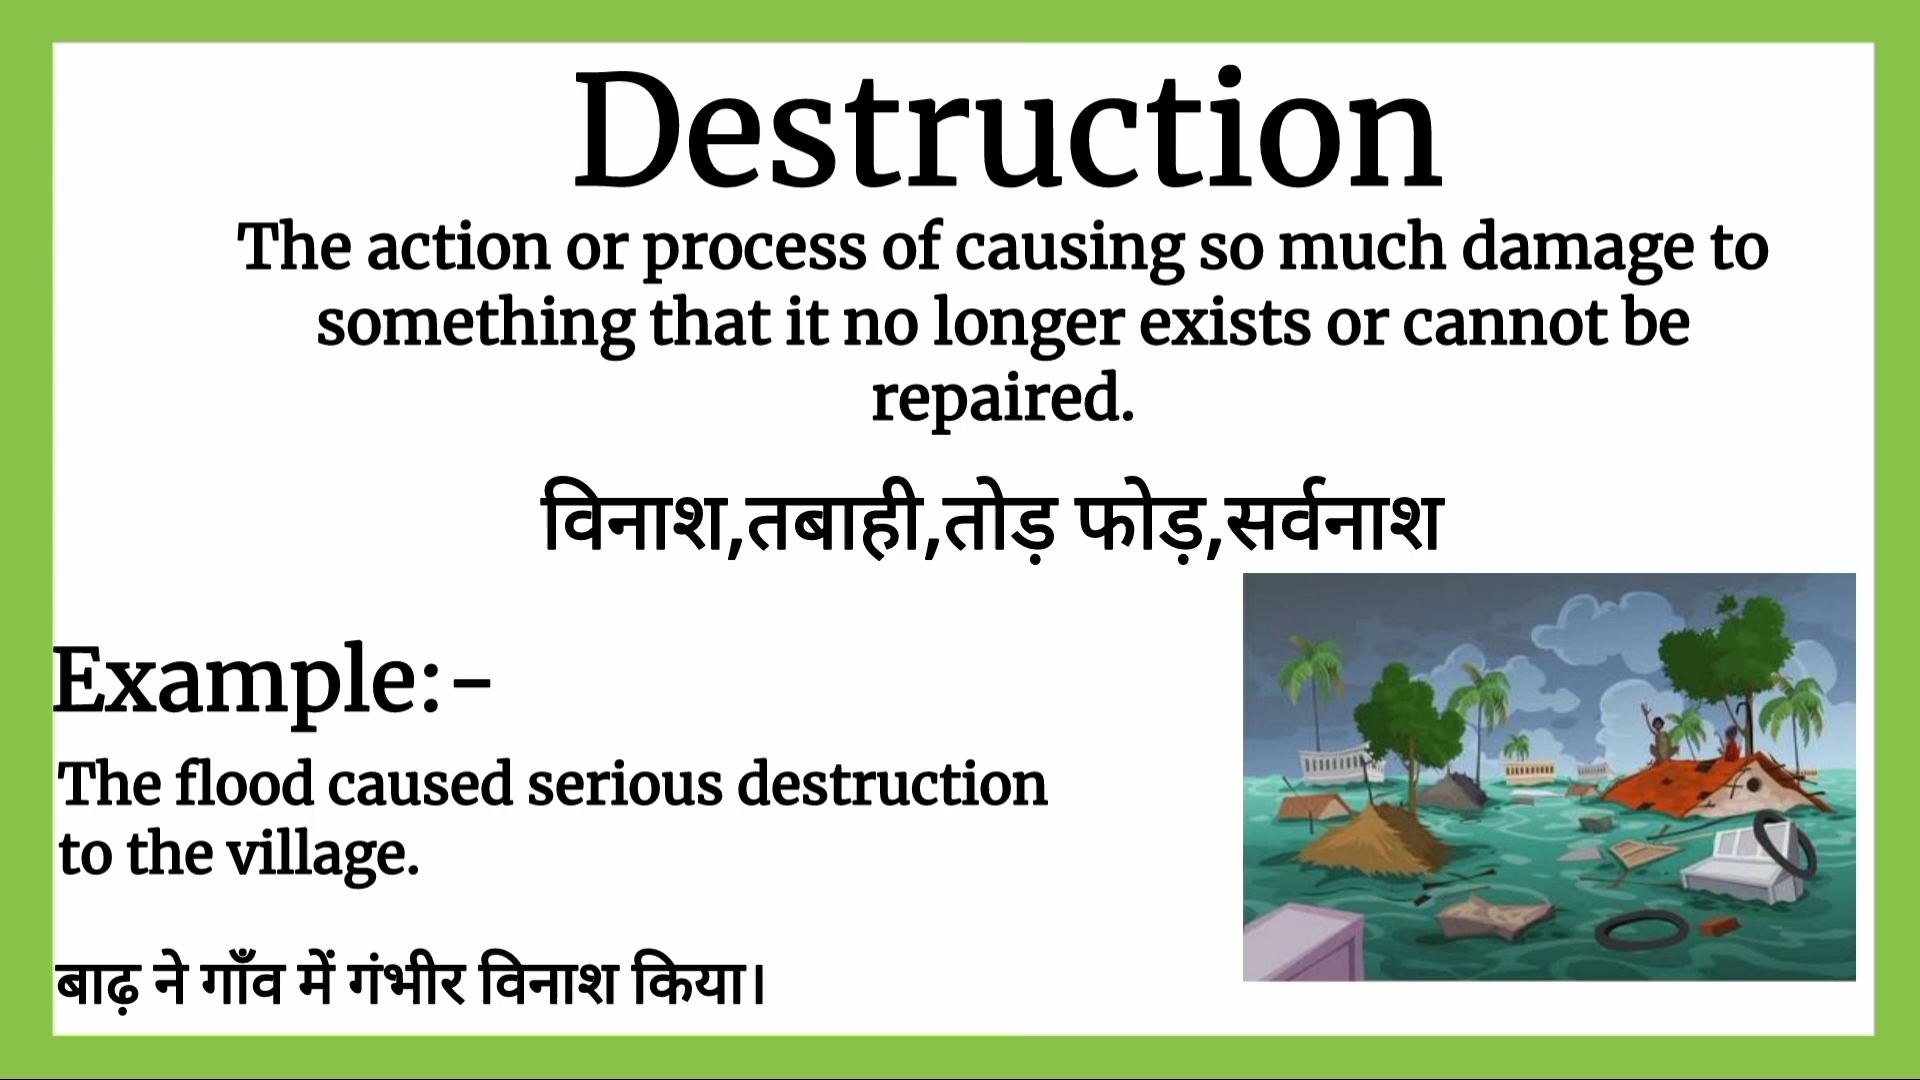 Destruction
The action or process of causing so much damage to
something that it no longer exists or cannot be
repaired.
विनाश,तबाही,तोड़ फोड़,सर्वनाश
Example:-
The flood caused serious destruction
to the village.
बाढ़ ने गाँव में गंभीर विनाश किया।